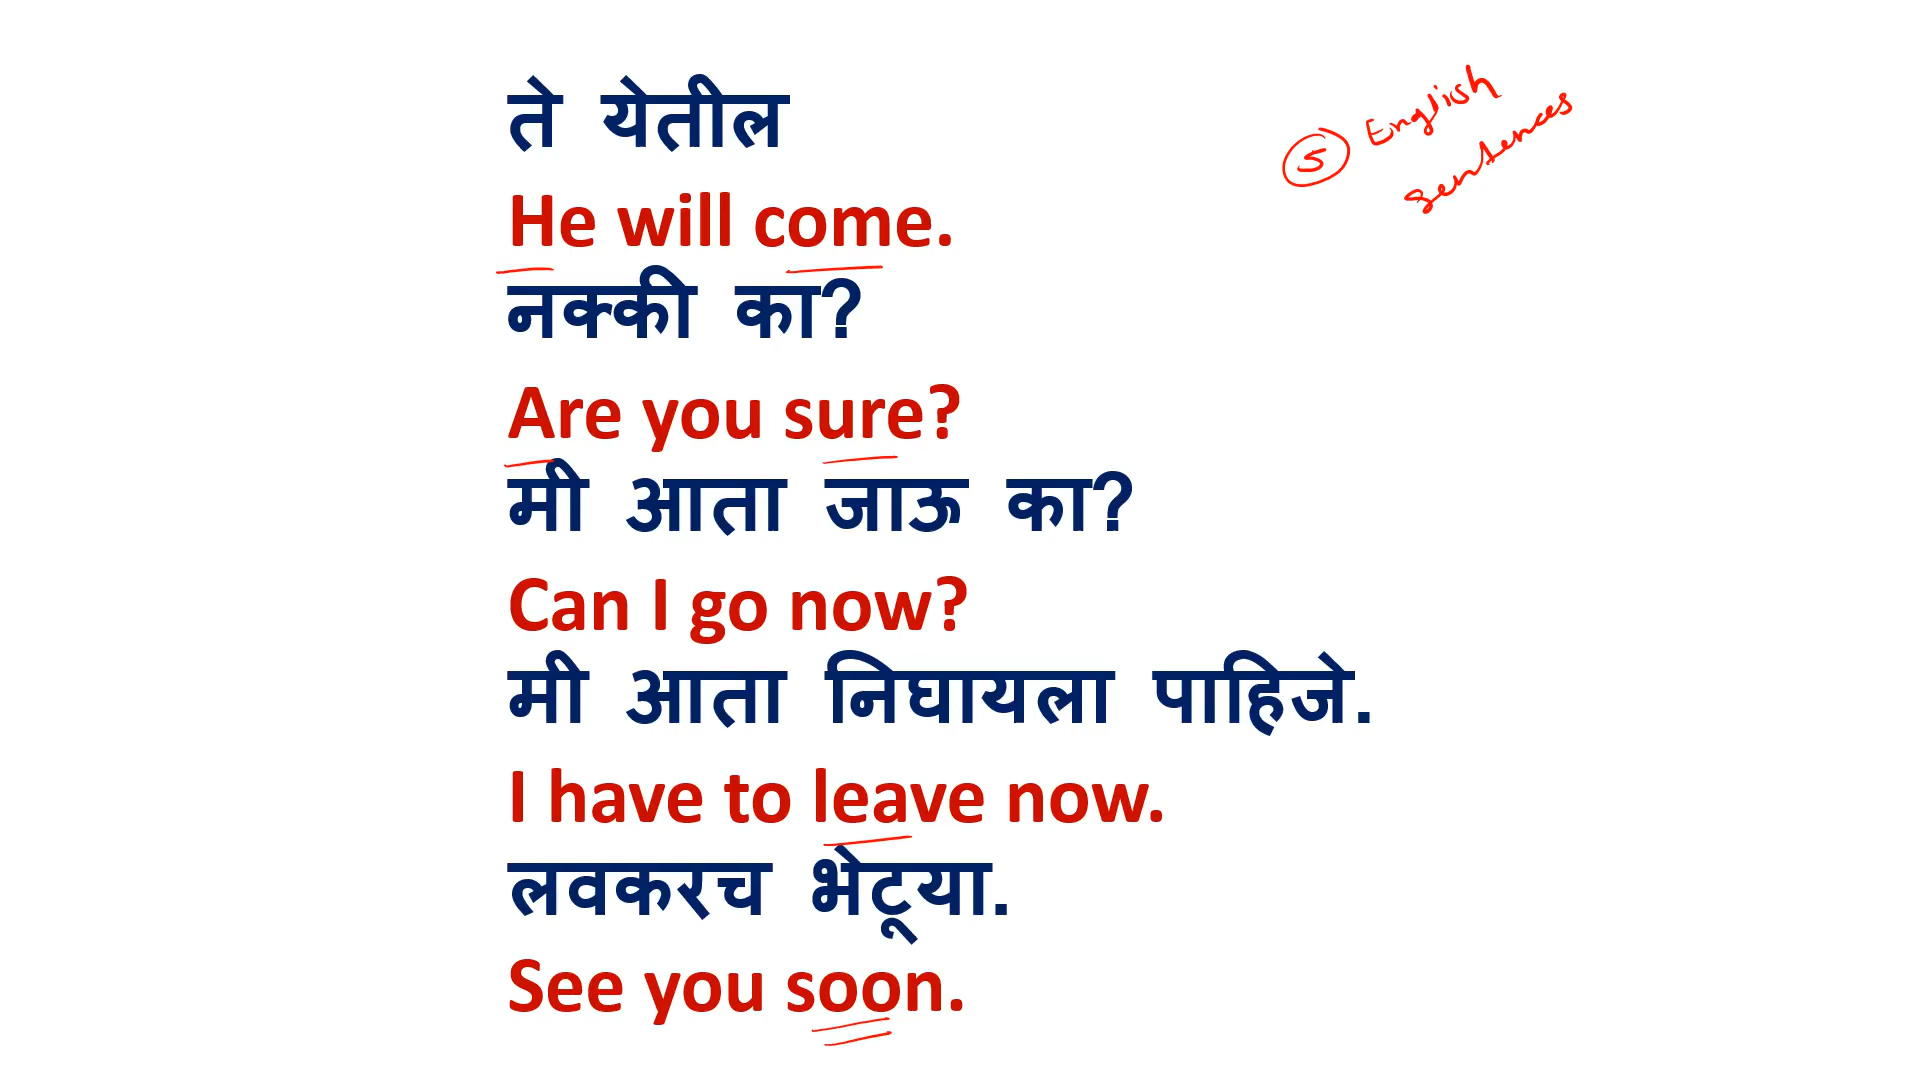 ते येतील
He will come.
नक्की का?
Are you sure?
मी आता जाऊ का?
Can I go now?
मी आता निघायला पाहिजे.
I have to leave now.
लवकरच भेटूया.
See you soon.
5 English
Sentences